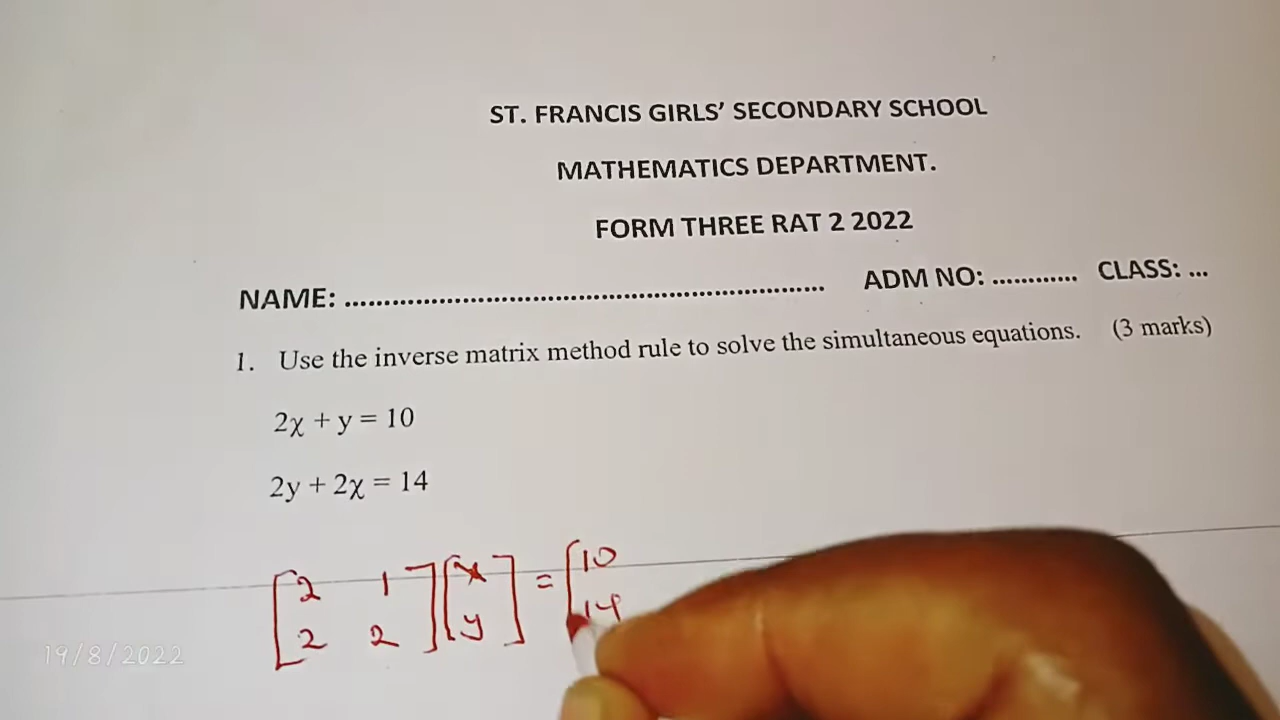 ST. FRANCIS GIRLS' SECONDARY SCHOOL
MATHEMATICS DEPARTMENT.
FORM THREE RAT 2 2022
NAME: ............................................................ ADM NO: ............ CLASS: ...
1. Use the inverse matrix method rule to solve the simultaneous equations. (3 marks)
2χ + y = 10
2y + 2χ = 14
[2 1] [x] = [10
[2 2] [y] [14
19/8/2022